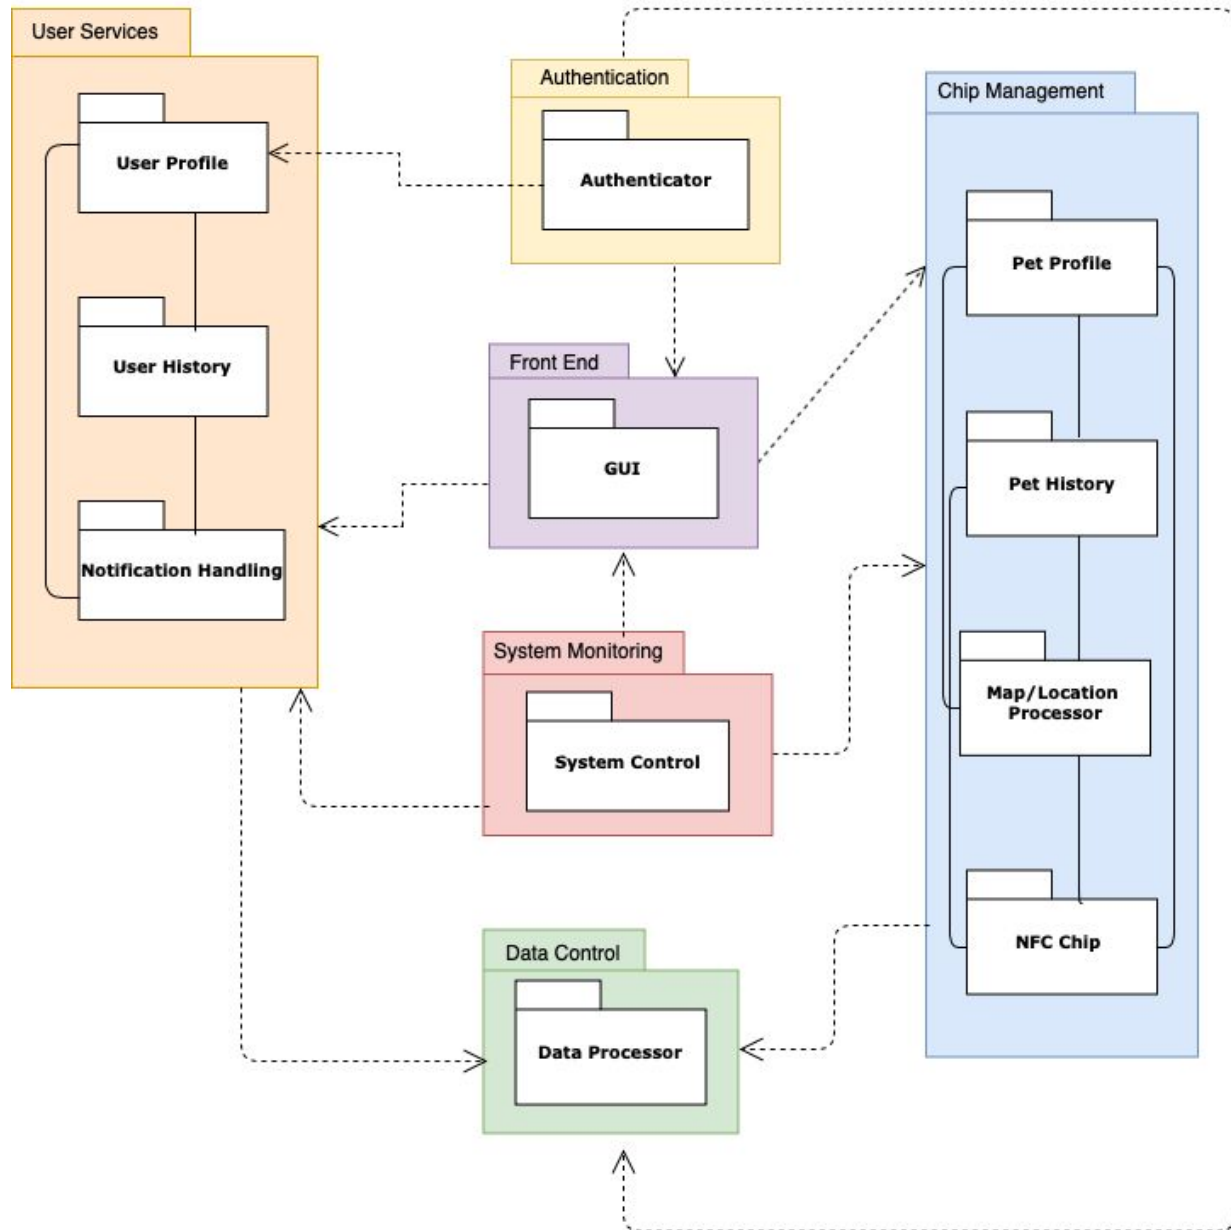 User Services
User Profile
User History
Notification Handling
Authentication
Authenticator
Front End
GUI
System Monitoring
System Control
Data Control
Data Processor
Chip Management
Pet Profile
Pet History
Map/Location
Processor
NFC Chip